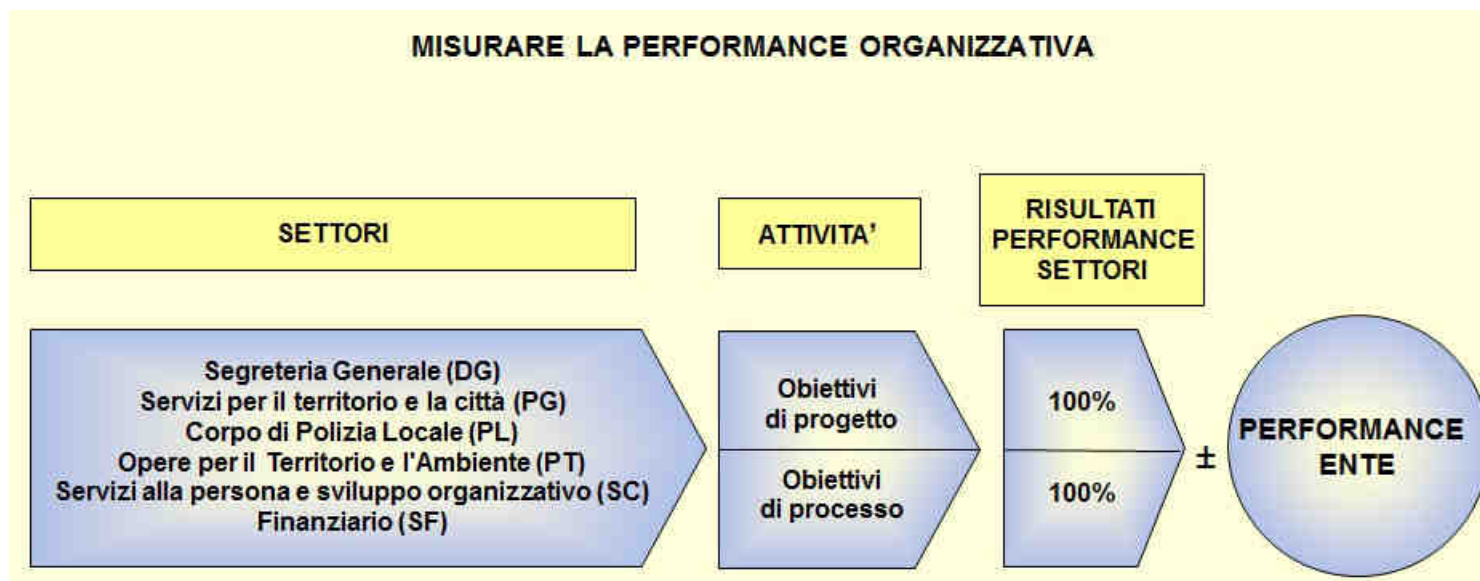 MISURARE LA PERFORMANCE ORGANIZZATIVA
SETTORI
ATTIVITA'
RISULTATI
PERFORMANCE
SETTORI
Segreteria Generale (DG)
Servizi per il territorio e la città (PG)
Corpo di Polizia Locale (PL)
Opere per il Territorio e l'Ambiente (PT)
Servizi alla persona e sviluppo organizzativo (SC)
Finanziario (SF)
Obiettivi
di progetto
Obiettivi
di processo
100%
100%
±
PERFORMANCE
ENTE